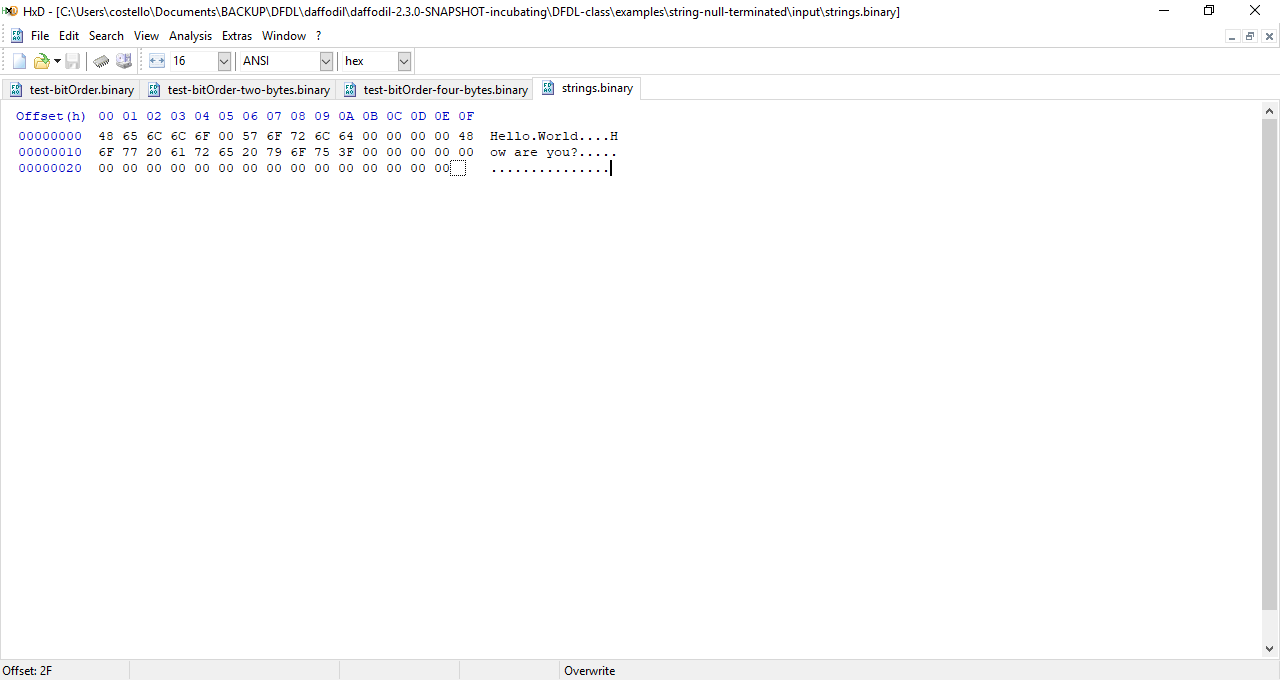 HxD - [C:\Users\costello\Documents\BACKUP\DFDL\daffodil\daffodil-2.3.0-SNAPSHOT-incubating\DFDL-class\examples\string-null-terminated\input\strings.binary]
File Edit Search View Analysis Extras Window ?
16 ANSI hex
test-bitOrder.binary test-bitOrder-two-bytes.binary test-bitOrder-four-bytes.binary strings.binary
Offset(h) 00 01 02 03 04 05 06 07 08 09 0A 0B 0C 0D 0E 0F
00000000 48 65 6C 6C 6F 00 57 6F 72 6C 64 00 00 00 00 48 Hello.World....H
00000010 6F 77 20 61 72 65 20 79 6F 75 3F 00 00 00 00 00 ow are you?.....
00000020 00 00 00 00 00 00 00 00 00 00 00 00 00 00 00 ...............
Offset: 2F Overwrite